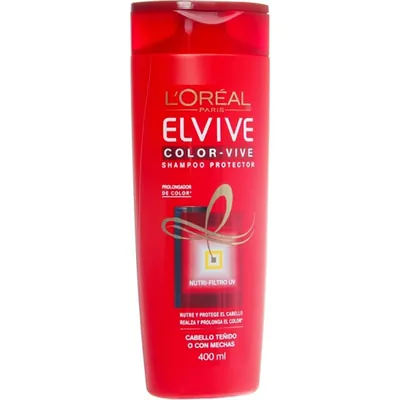 L'ORÉAL
PARIS
ELVIVE
COLOR-VIVE
SHAMPOO PROTECTOR
PROLONGADOR
DE COLOR*
NUTRI-FILTRO UV
NUTRE Y PROTEGE EL CABELLO
REALZA Y PROLONGA EL COLOR*
CABELLO TEÑIDO
O CON MECHAS
400 ml